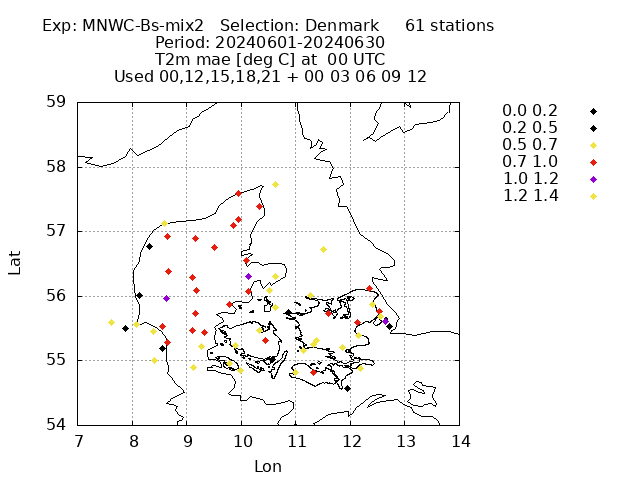 Exp: MNWC-Bs-mix2 Selection: Denmark 61 stations
Period: 20240601-20240630
T2m mae [deg C] at 00 UTC
Used 00,12,15,18,21 + 00 03 06 09 12
59
58
57
56
55
54
7 8 9 10 11 12 13 14
Lat
Lon
0.0 0.2
0.2 0.5
0.5 0.7
0.7 1.0
1.0 1.2
1.2 1.4